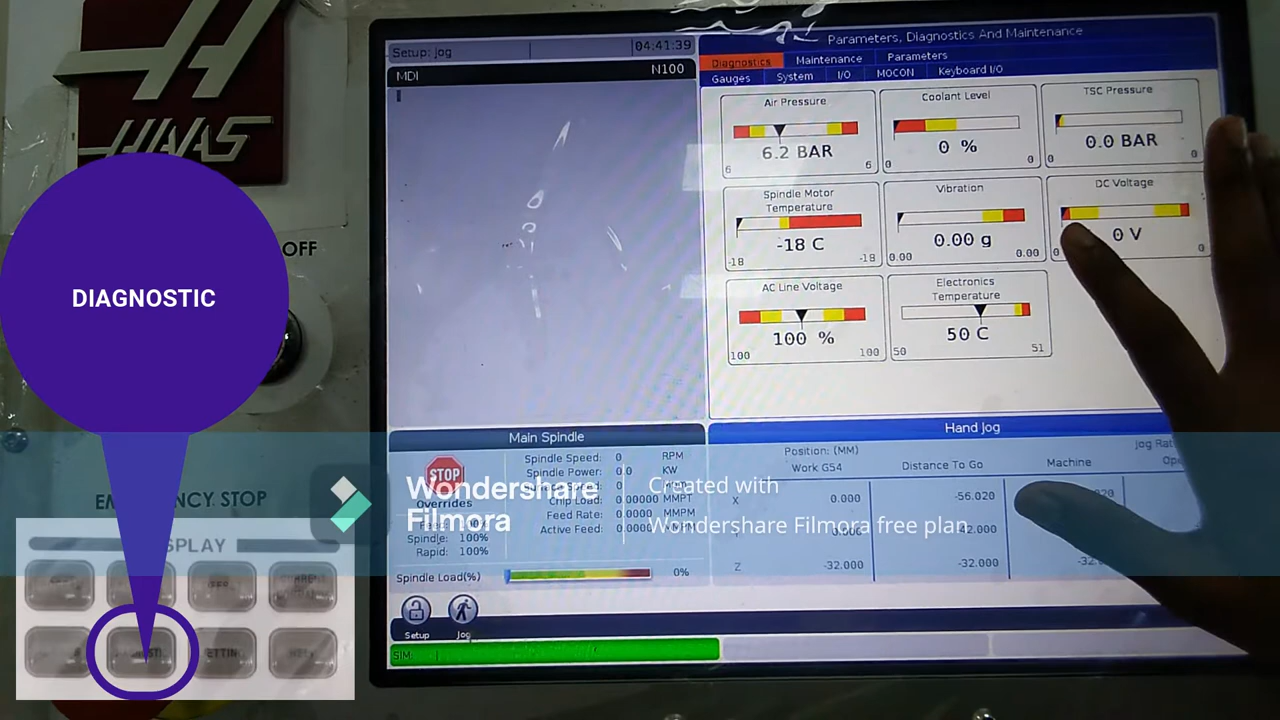 HAAS
OFF
EMERGENCY STOP
DIAGNOSTIC
Setup: Jog
04:41:39
MDI
N100
Parameters, Diagnostics And Maintenance
Diagnostics Maintenance Parameters
Gauges System I/O MOCON Keyboard I/O
Air Pressure
6.2 BAR
6 6
Coolant Level
0 %
0 0
TSC Pressure
0.0 BAR
0 0
Spindle Motor
Temperature
-18 C
-18 -18
Vibration
0.00 g
0.00 0.00
DC Voltage
0 V
0 0
AC Line Voltage
100 %
100 100
Electronics
Temperature
50 C
50 51
Main Spindle
STOP
Overrides
Spindle: 100%
Rapid: 100%
Spindle Speed: 0 RPM
Spindle Power: 0.0 KW
Chip Load: 0.00000 MMPT
Feed Rate: 0.0000 MMPM
Active Feed: 0.0000
Spindle Load(%) 0%
Hand Jog
Position: (MM)
Work G54 Distance To Go Machine
Jog Rat
X 0.000 -56.020
0.000
Z -32.000 -32.000 -32.
Setup Jog
SIM
Wondershare
Filmora
Created with
Wondershare Filmora free plan